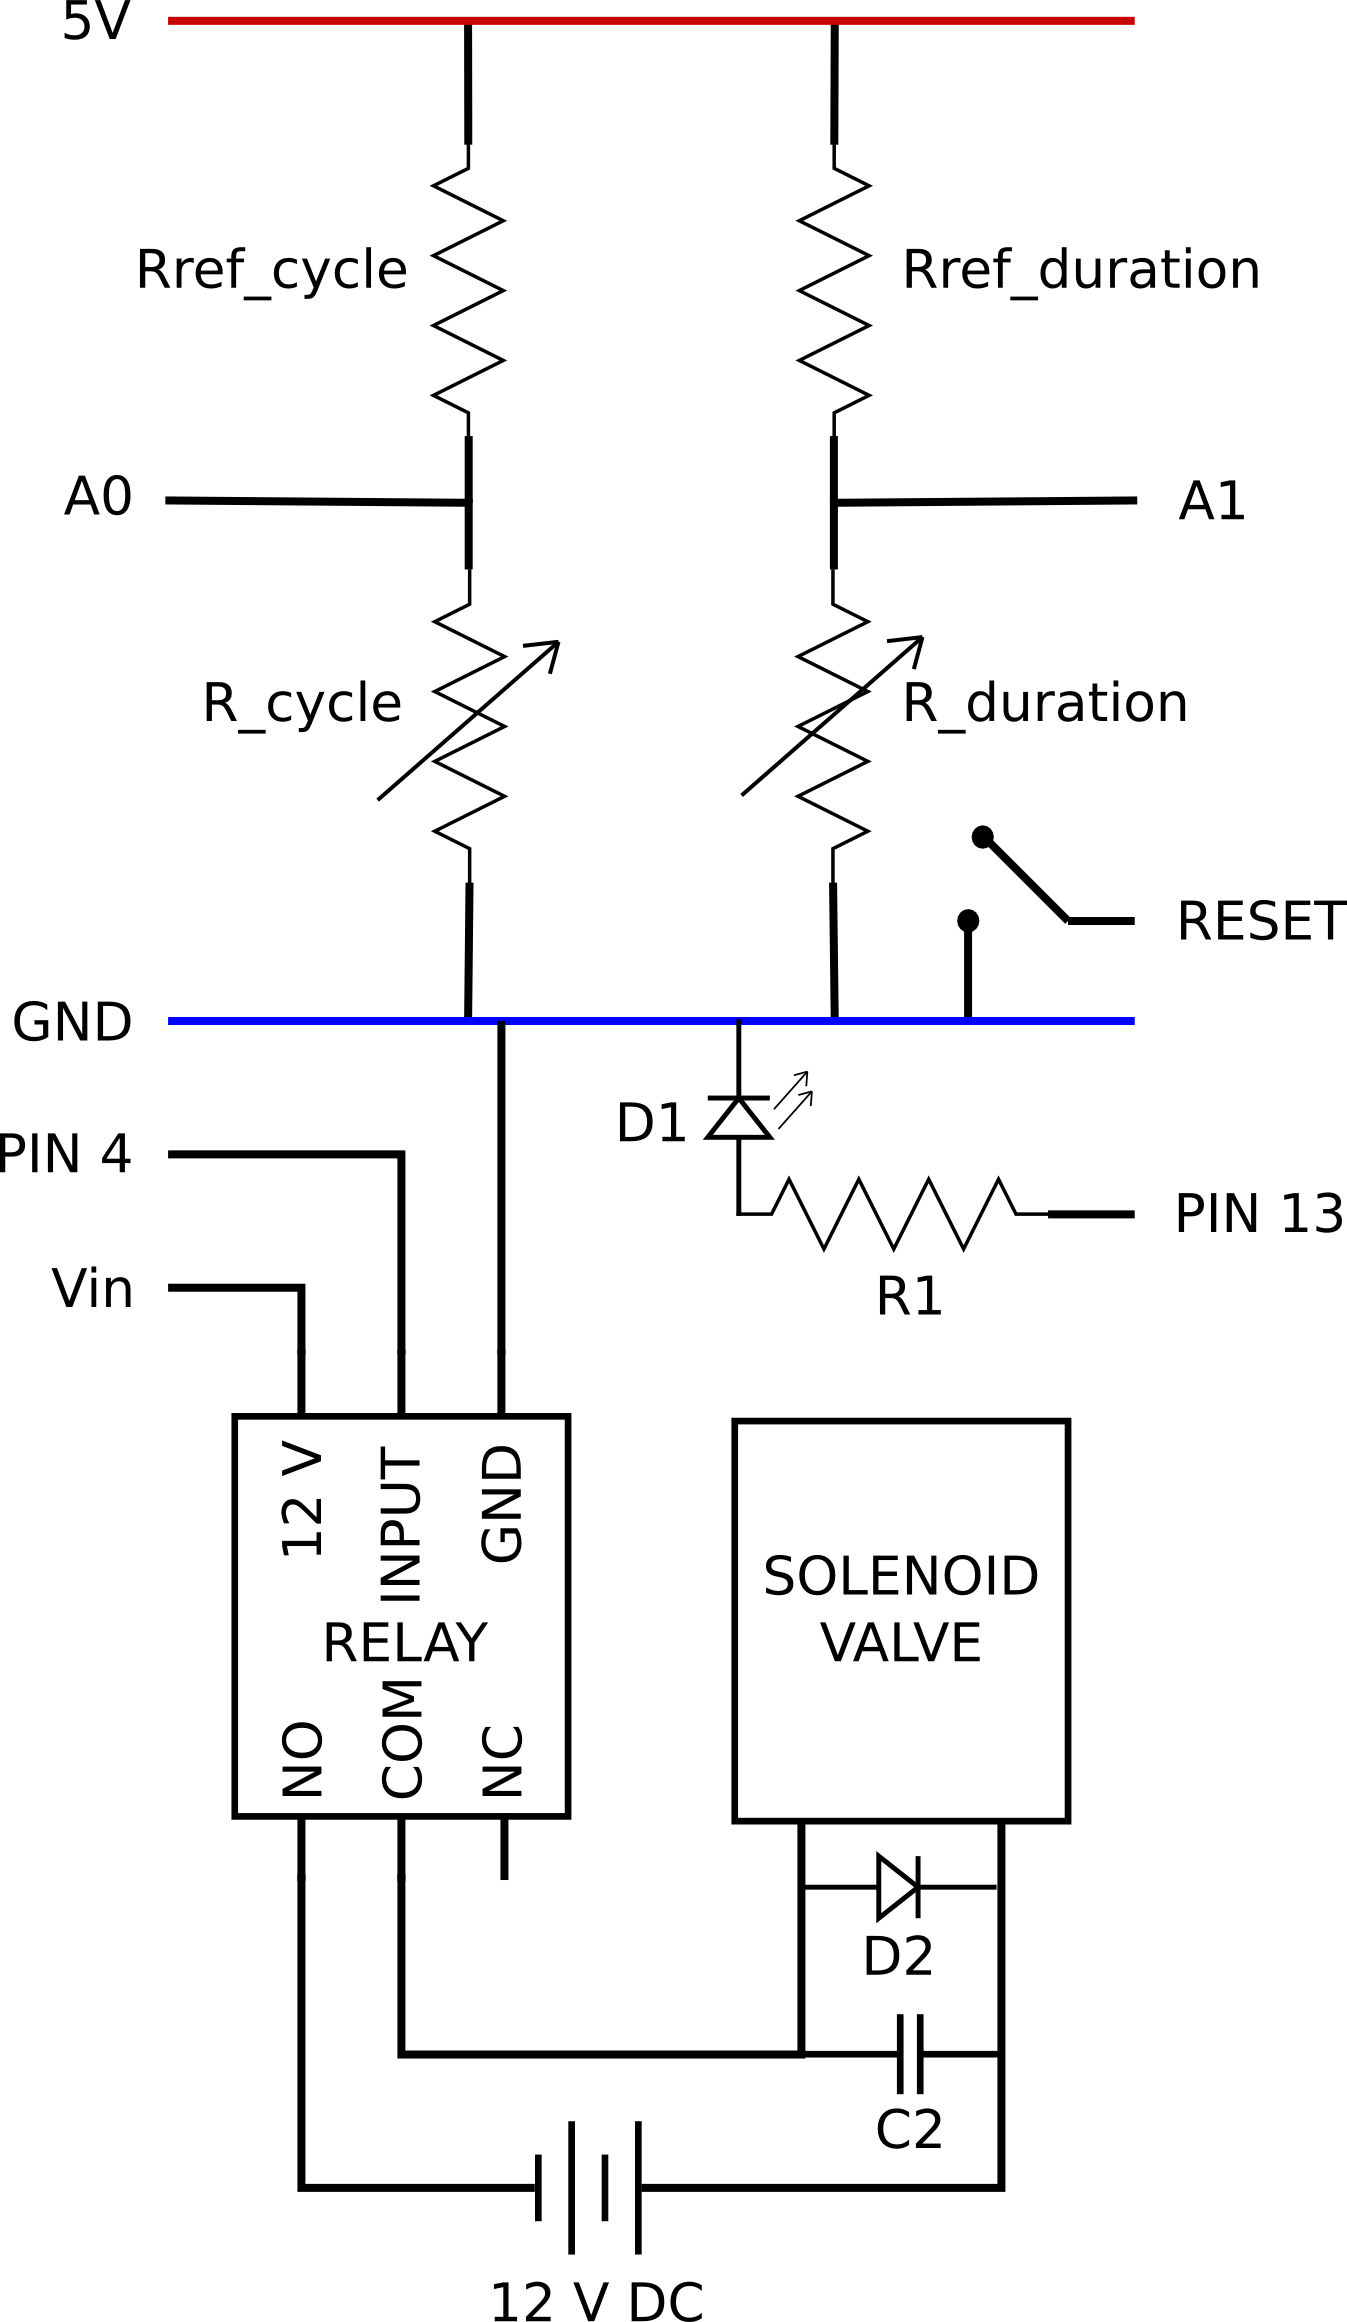 5V
Rref_cycle
Rref_duration
A0
A1
R_cycle
R_duration
RESET
GND
D1
PIN 4
PIN 13
Vin
R1
12 V
INPUT
GND
RELAY
NO
COM
NC
SOLENOID
VALVE
D2
C2
12 V DC